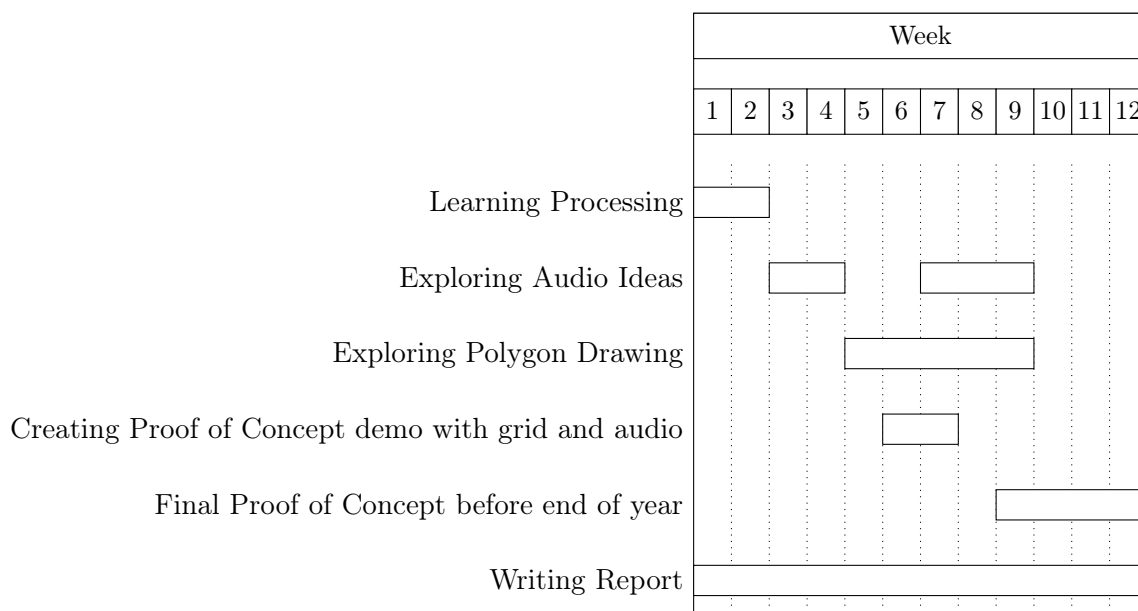 Week
1 2 3 4 5 6 7 8 9 10 11 12
Learning Processing
Exploring Audio Ideas
Exploring Polygon Drawing
Creating Proof of Concept demo with grid and audio
Final Proof of Concept before end of year
Writing Report